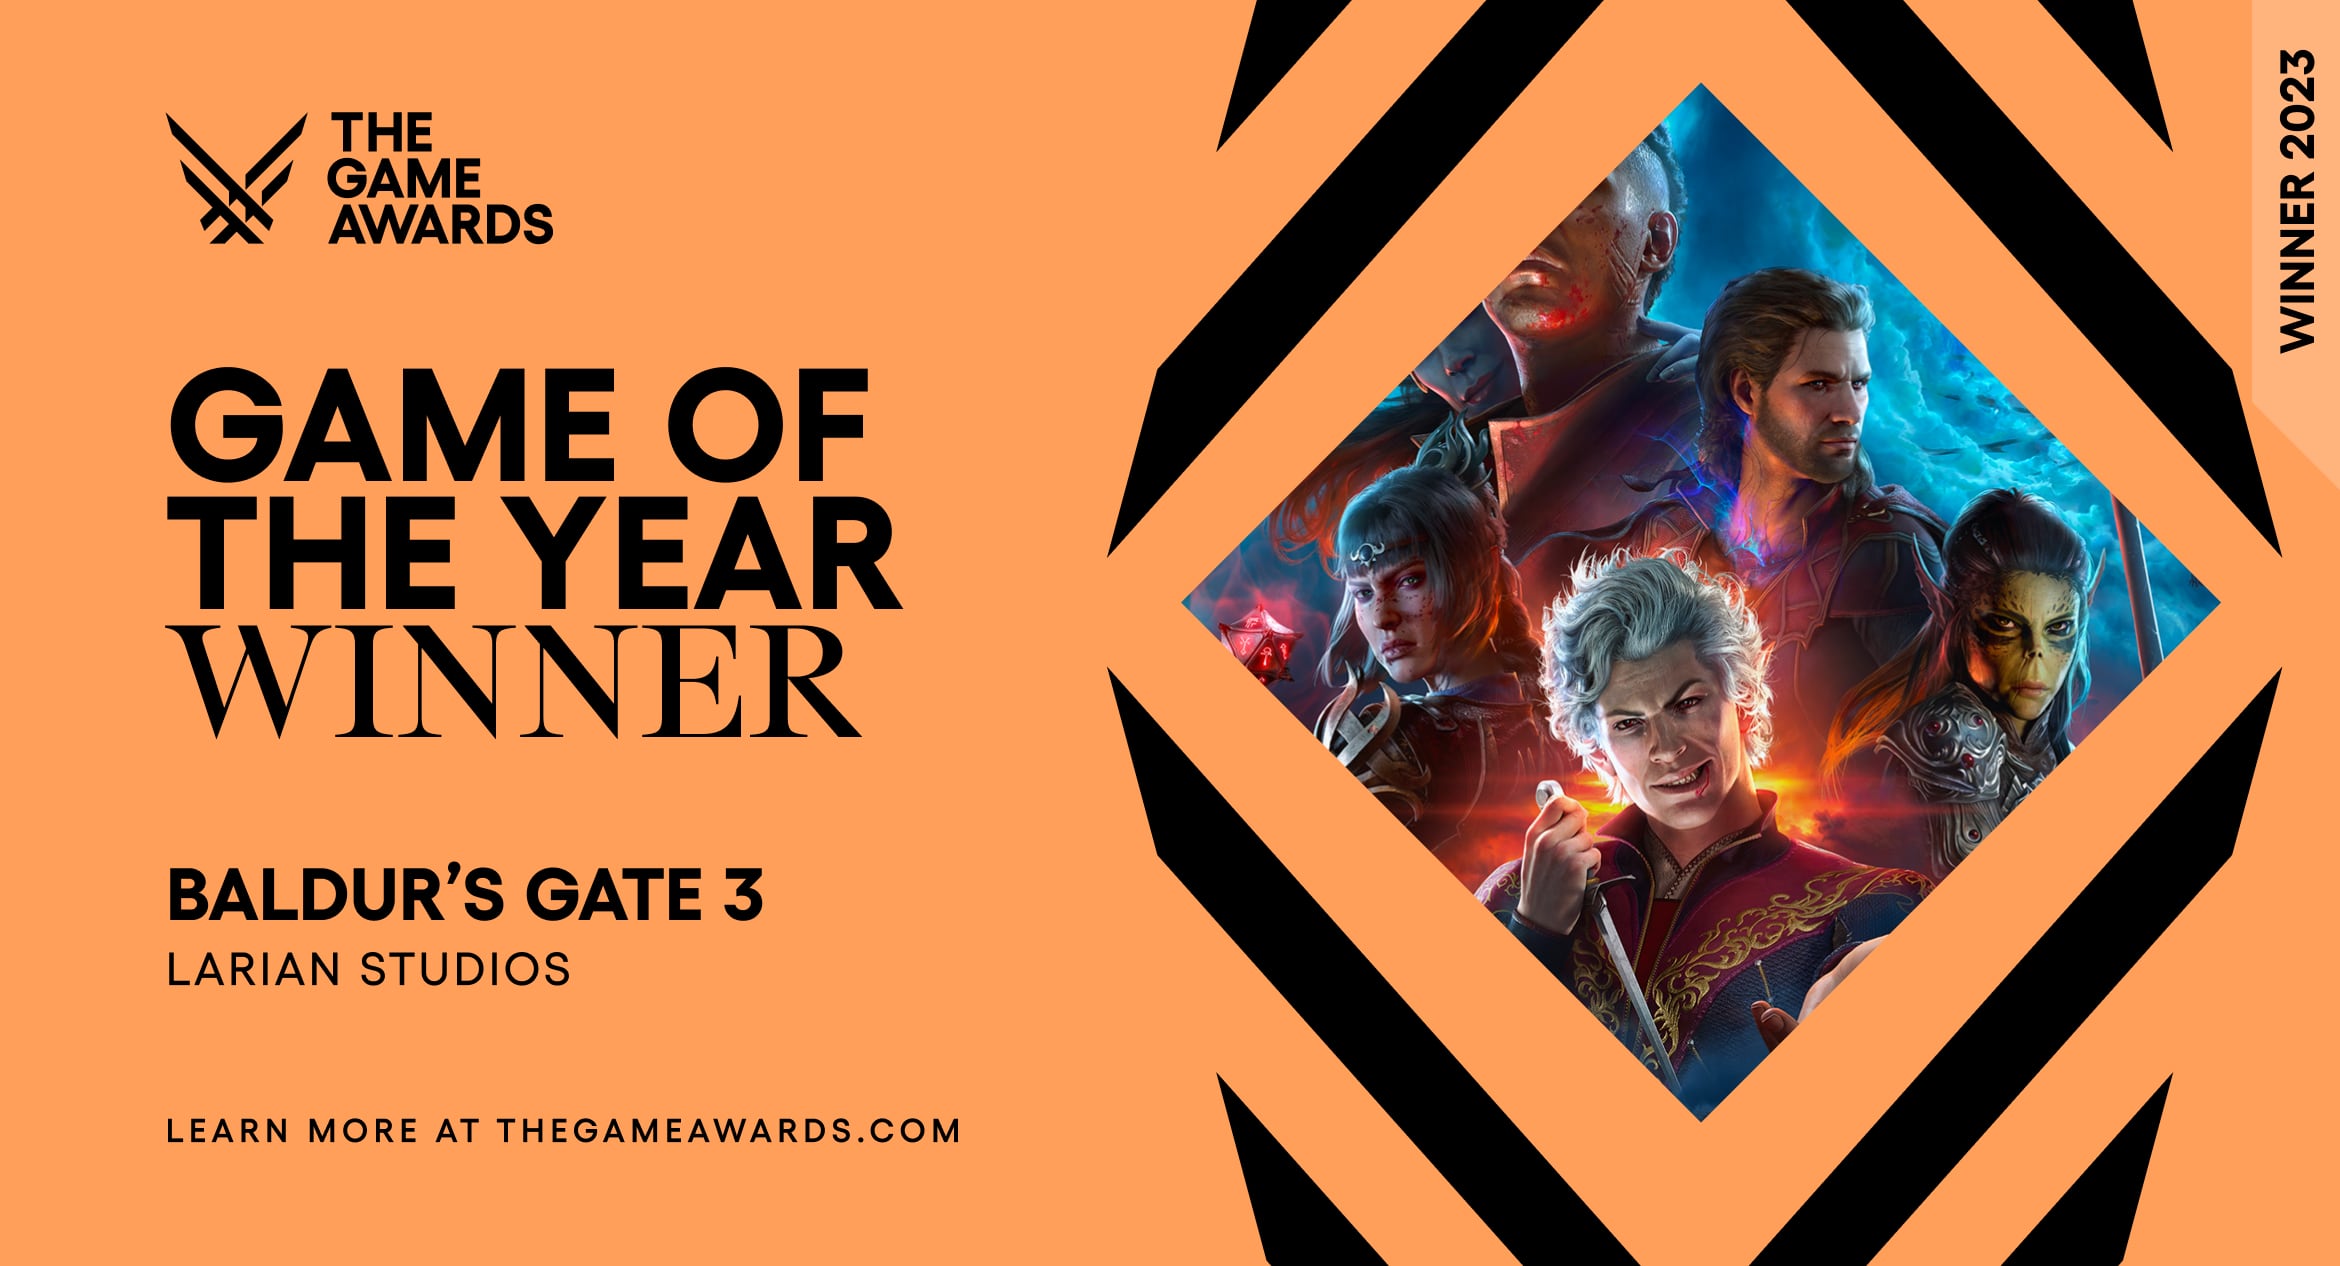 THE
GAME
AWARDS
GAME OF
THE YEAR
WINNER
BALDUR’S GATE 3
LARIAN STUDIOS
LEARN MORE AT THEGAMEAWARDS.COM
WINNER 2023